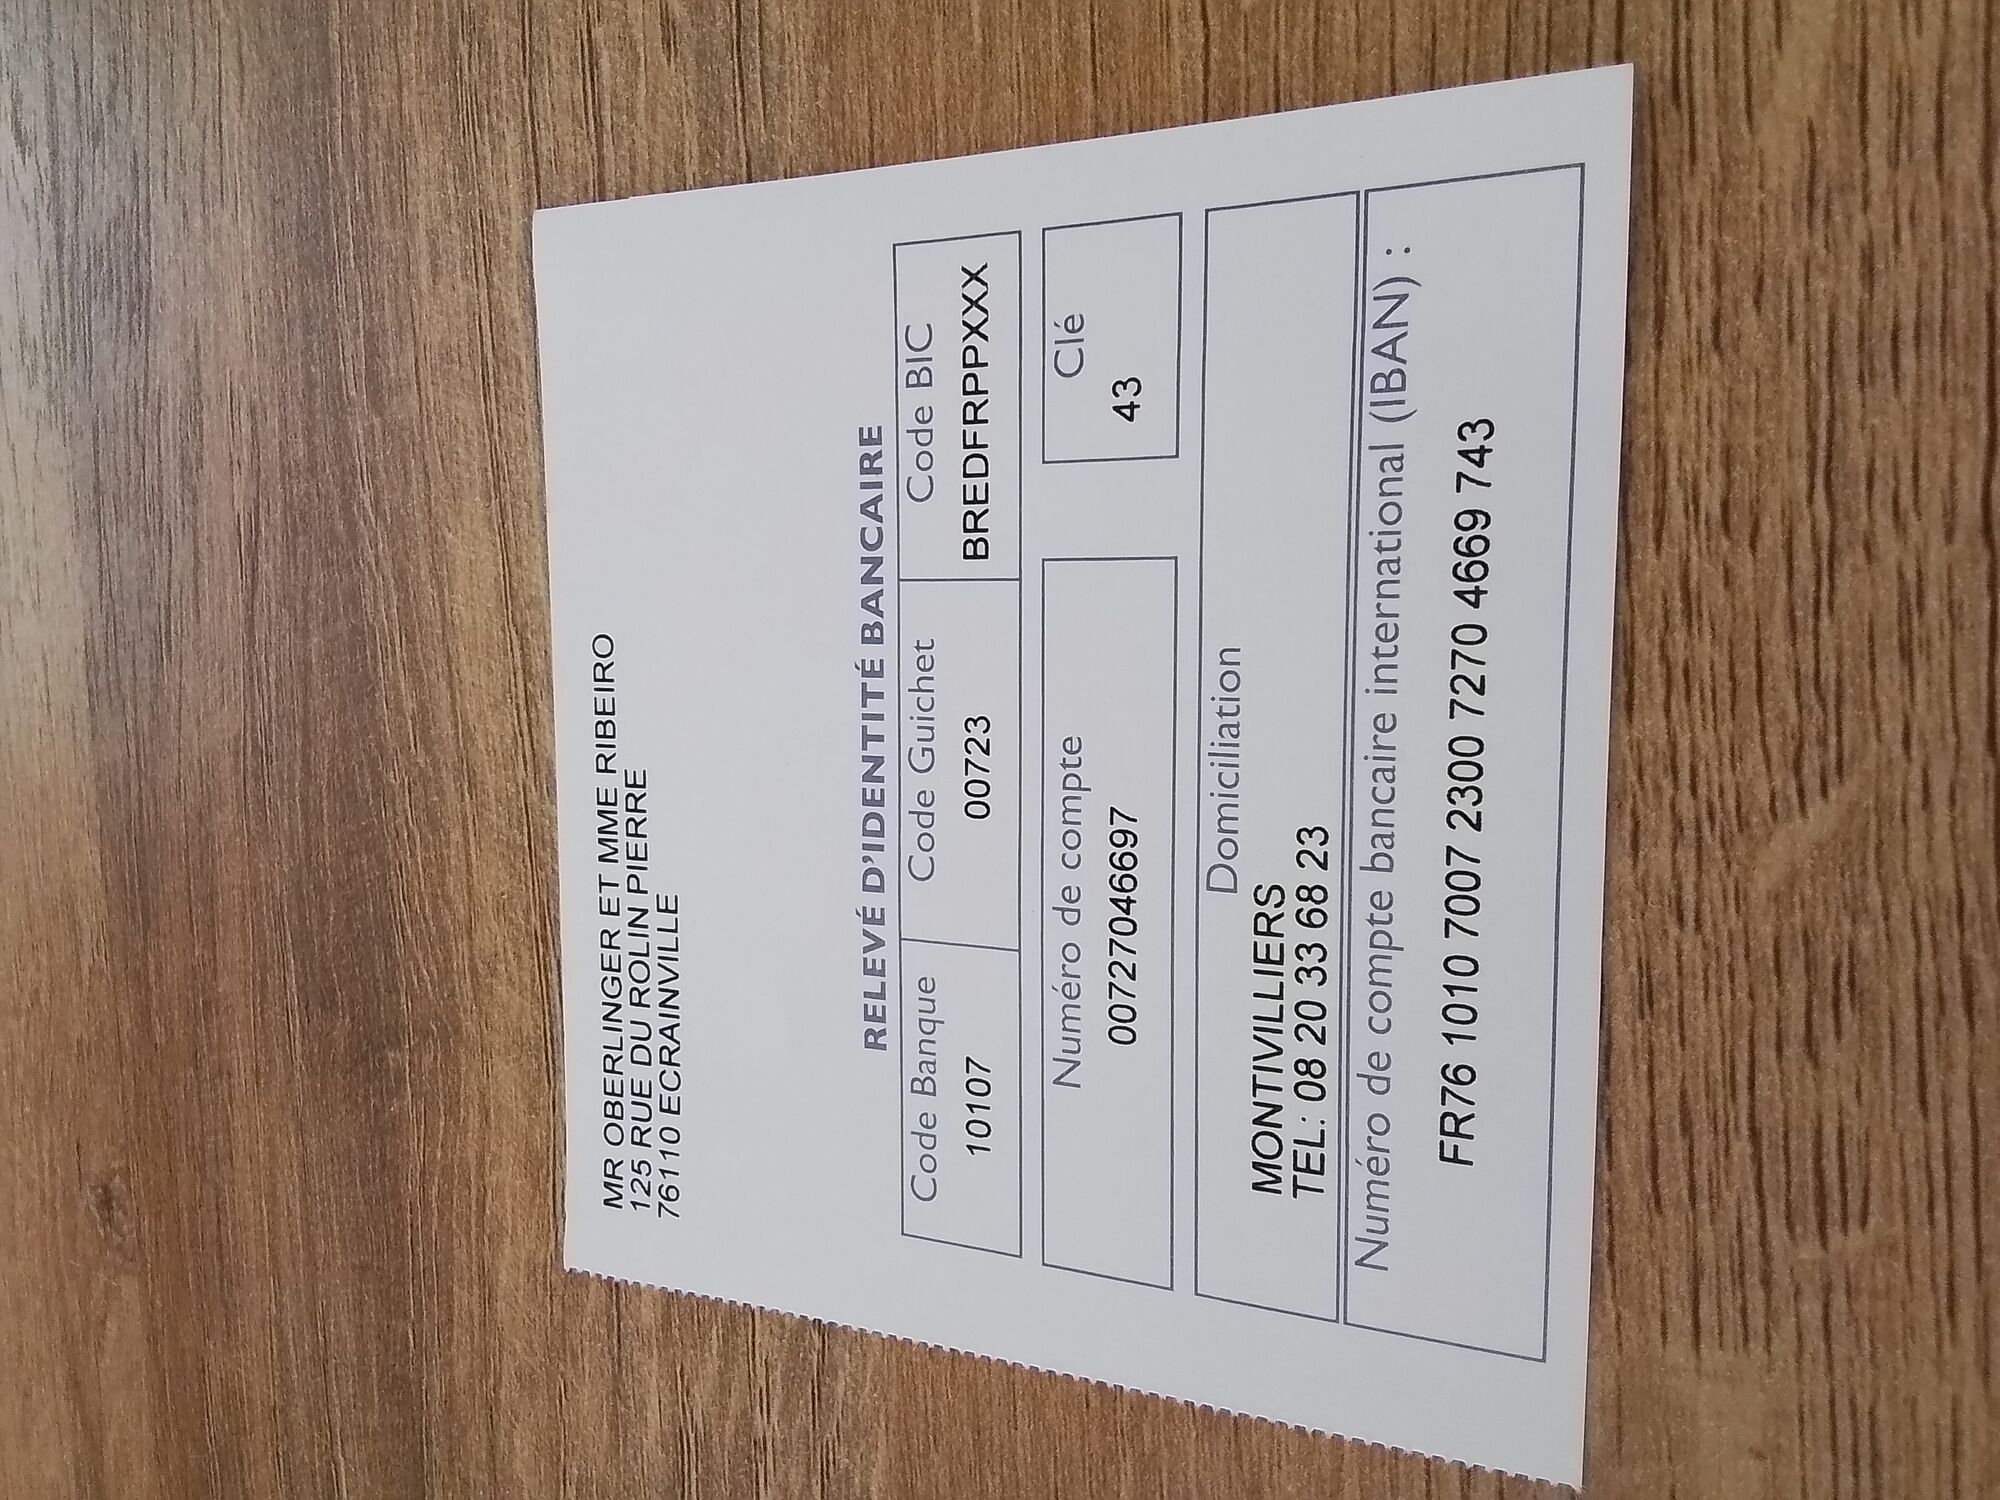 MR OBERLINGER ET MME RIBEIRO
125 RUE DU ROLIN PIERRE
76110 ECRAINVILLE
RELEVÉ D'IDENTITÉ BANCAIRE
Code Banque Code Guichet Code BIC
10107 00723 BREDFRPPXXX
Numéro de compte Clé
00727046697 43
Domiciliation
MONTIVILLIERS
TEL: 08 20 33 68 23
Numéro de compte bancaire international (IBAN) :
FR76 1010 7007 2300 7270 4669 743